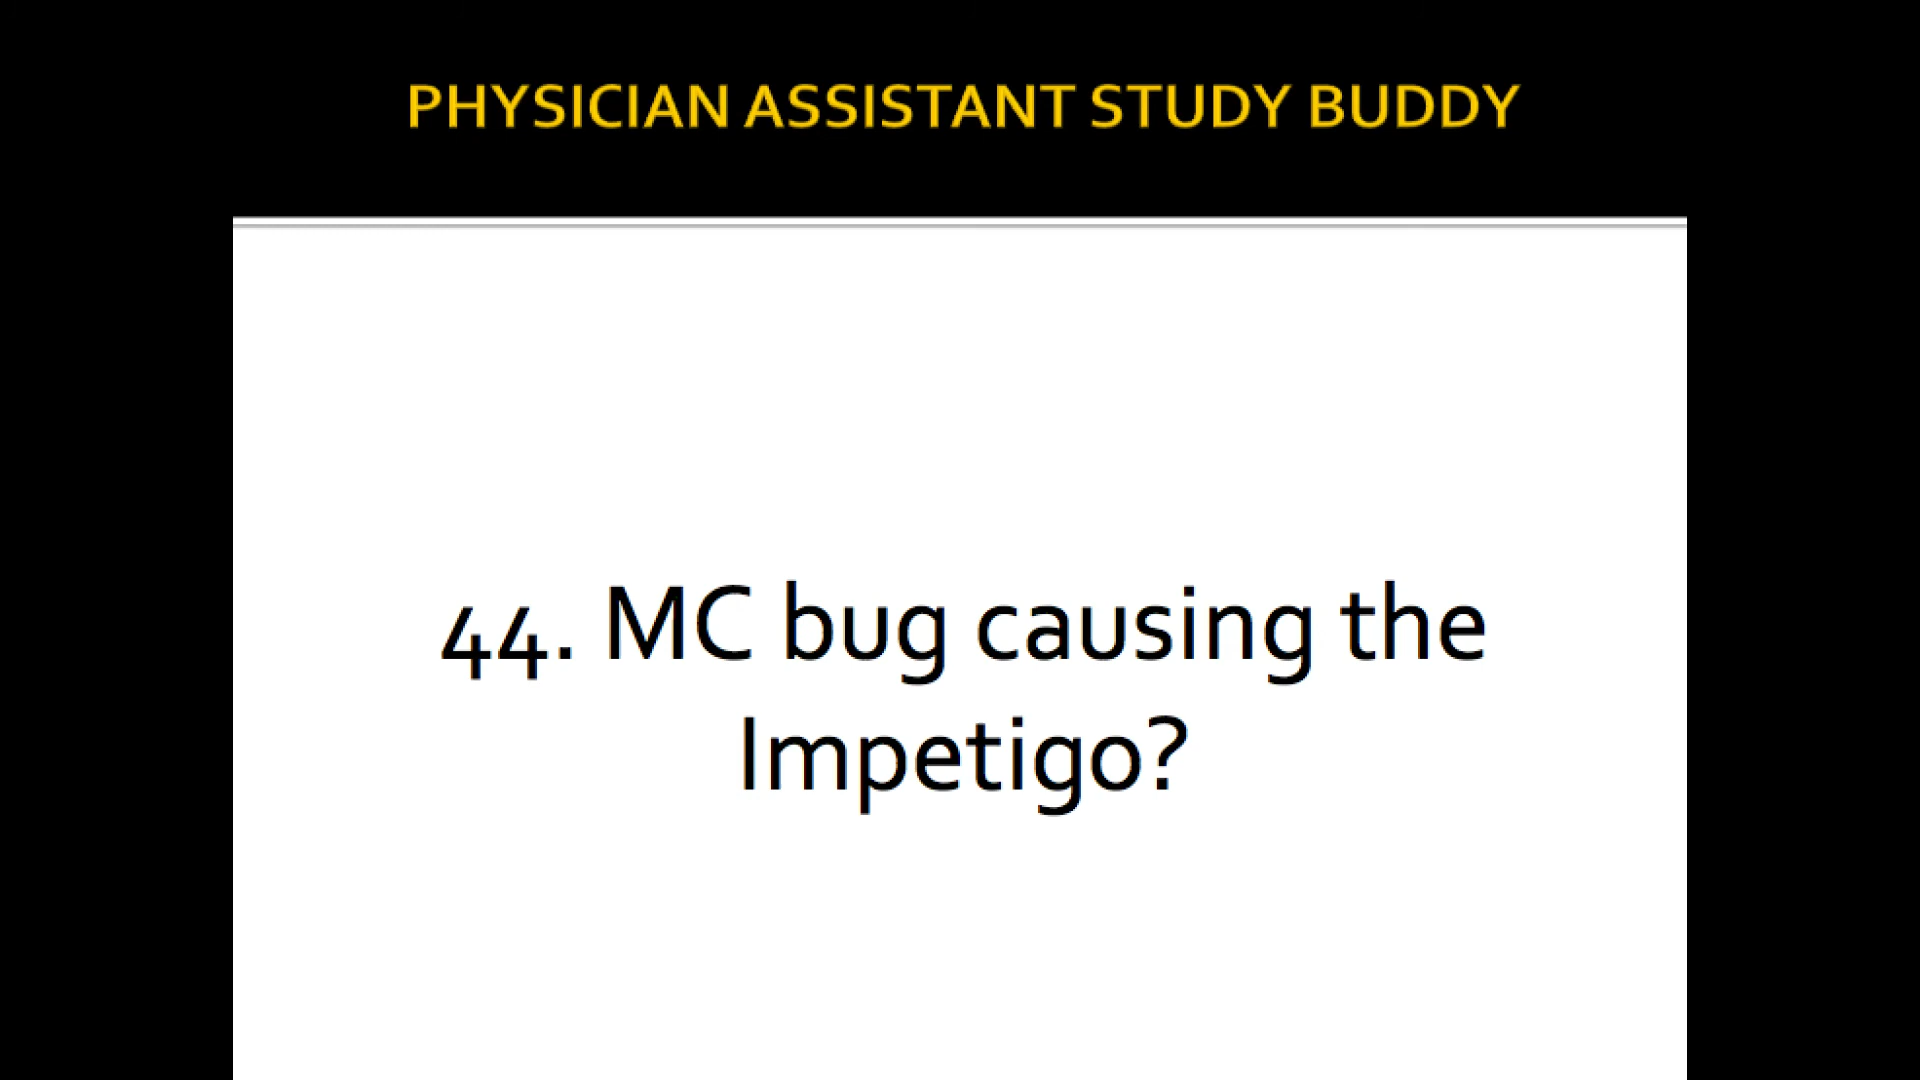 PHYSICIAN ASSISTANT STUDY BUDDY
44. MC bug causing the
Impetigo?